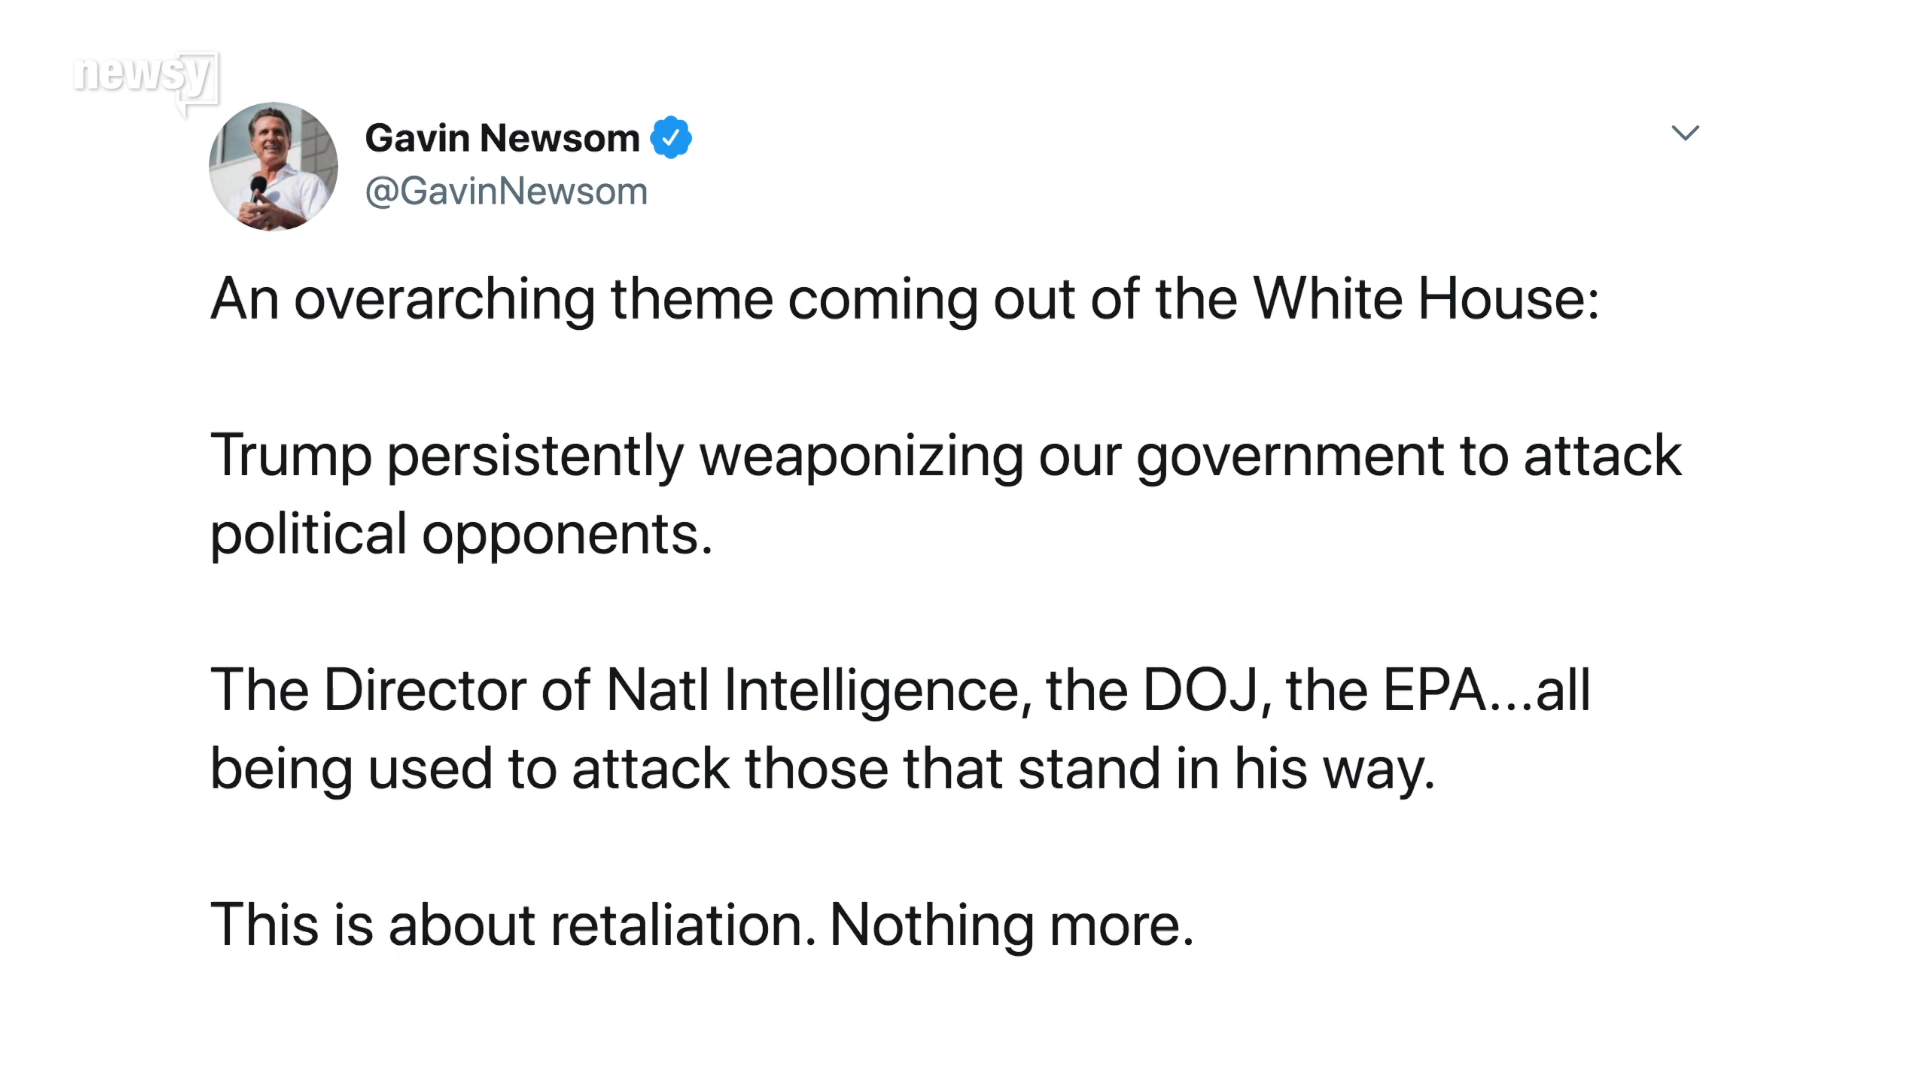 newsy
Gavin Newsom
@GavinNewsom
An overarching theme coming out of the White House:
Trump persistently weaponizing our government to attack
political opponents.
The Director of Natl Intelligence, the DOJ, the EPA...all
being used to attack those that stand in his way.
This is about retaliation. Nothing more.